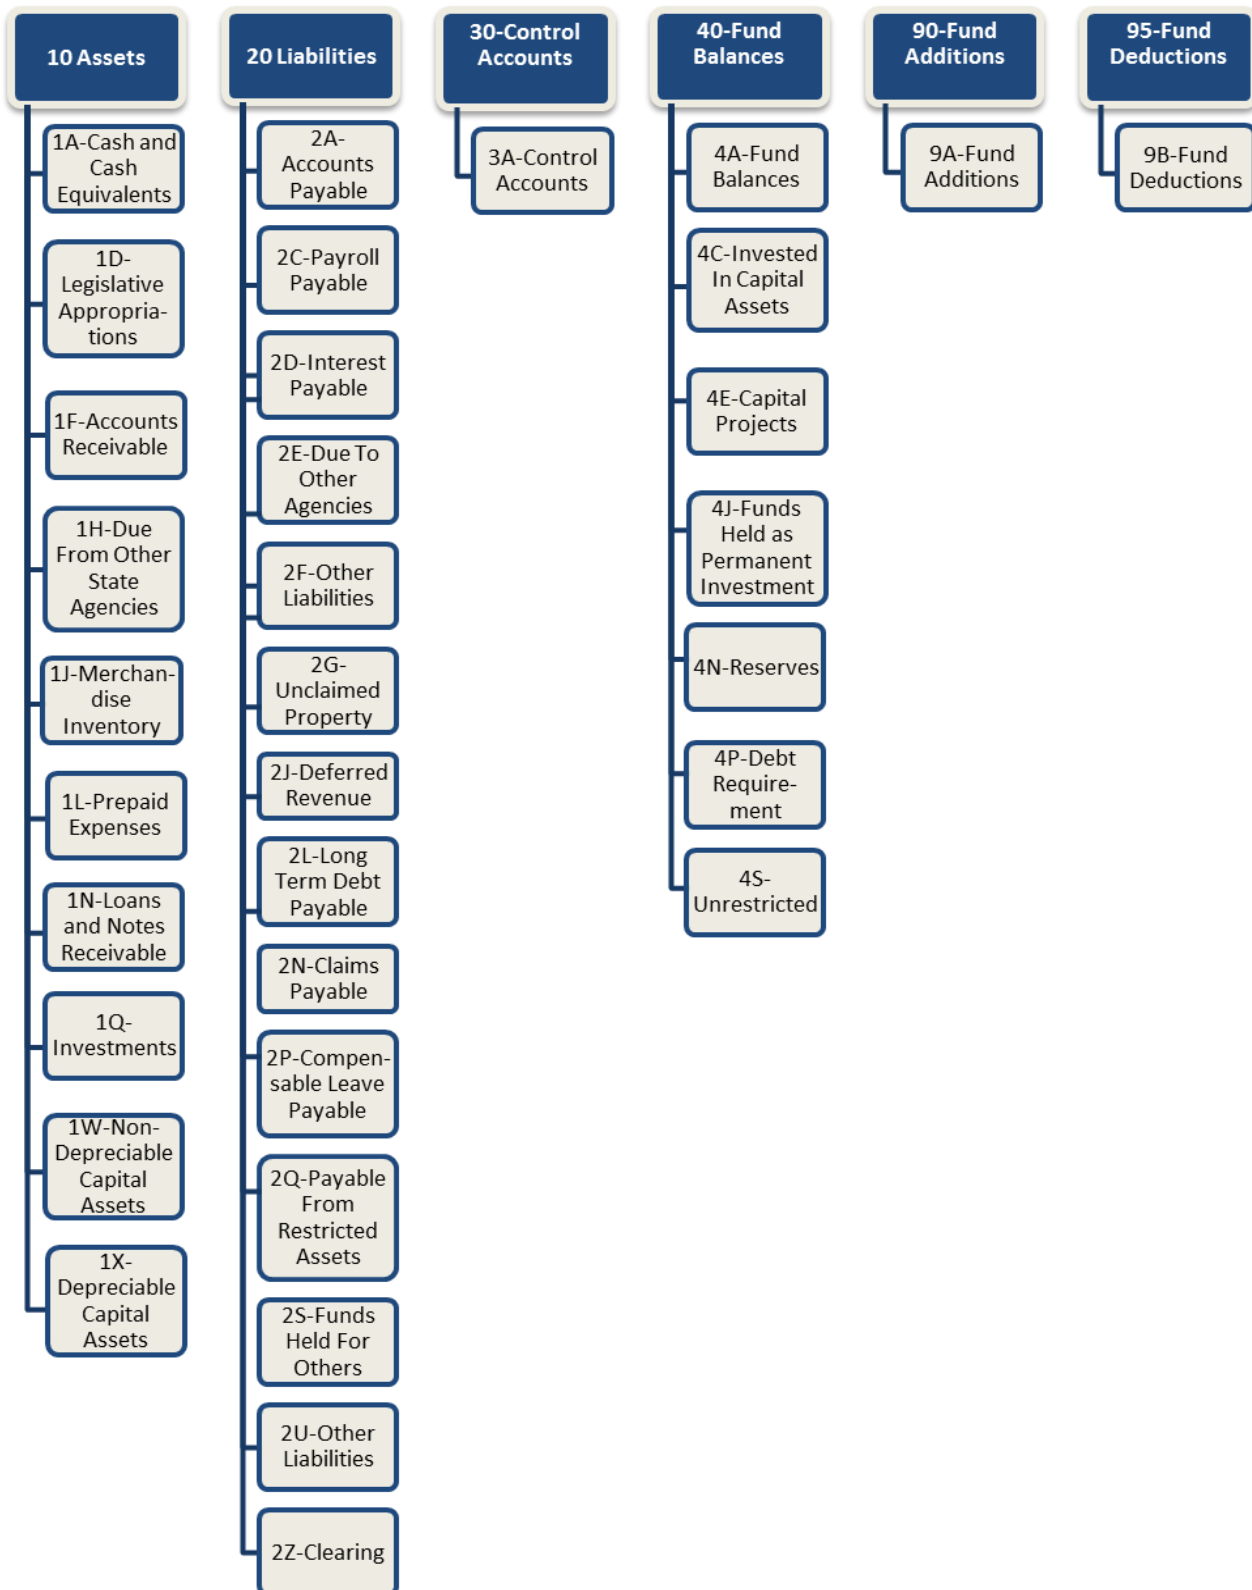 10 Assets
1A-Cash and
Cash
Equivalents
1D-
Legislative
Appropria-
tions
1F-Accounts
Receivable
1H-Due
From Other
State
Agencies
1J-Merchan-
dise
Inventory
1L-Prepaid
Expenses
1N-Loans
and Notes
Receivable
1Q-
Investments
1W-Non-
Depreciable
Capital
Assets
1X-
Depreciable
Capital
Assets
20 Liabilities
2A-
Accounts
Payable
2C-Payroll
Payable
2D-Interest
Payable
2E-Due To
Other
Agencies
2F-Other
Liabilities
2G-
Unclaimed
Property
2J-Deferred
Revenue
2L-Long
Term Debt
Payable
2N-Claims
Payable
2P-Compen-
sable Leave
Payable
2Q-Payable
From
Restricted
Assets
2S-Funds
Held For
Others
2U-Other
Liabilities
2Z-Clearing
30-Control
Accounts
3A-Control
Accounts
40-Fund
Balances
4A-Fund
Balances
4C-Invested
In Capital
Assets
4E-Capital
Projects
4J-Funds
Held as
Permanent
Investment
4N-Reserves
4P-Debt
Require-
ment
4S-
Unrestricted
90-Fund
Additions
9A-Fund
Additions
95-Fund
Deductions
9B-Fund
Deductions